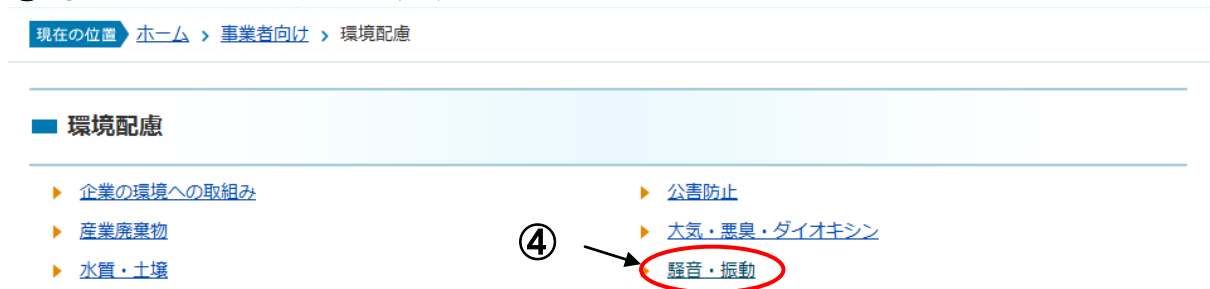 現在の位置 ホーム > 事業者向け > 環境配慮
環境配慮
企業の環境への取組み
公害防止
産業廃棄物
大気・悪臭・ダイオキシン
水質・土壌
④
騒音・振動